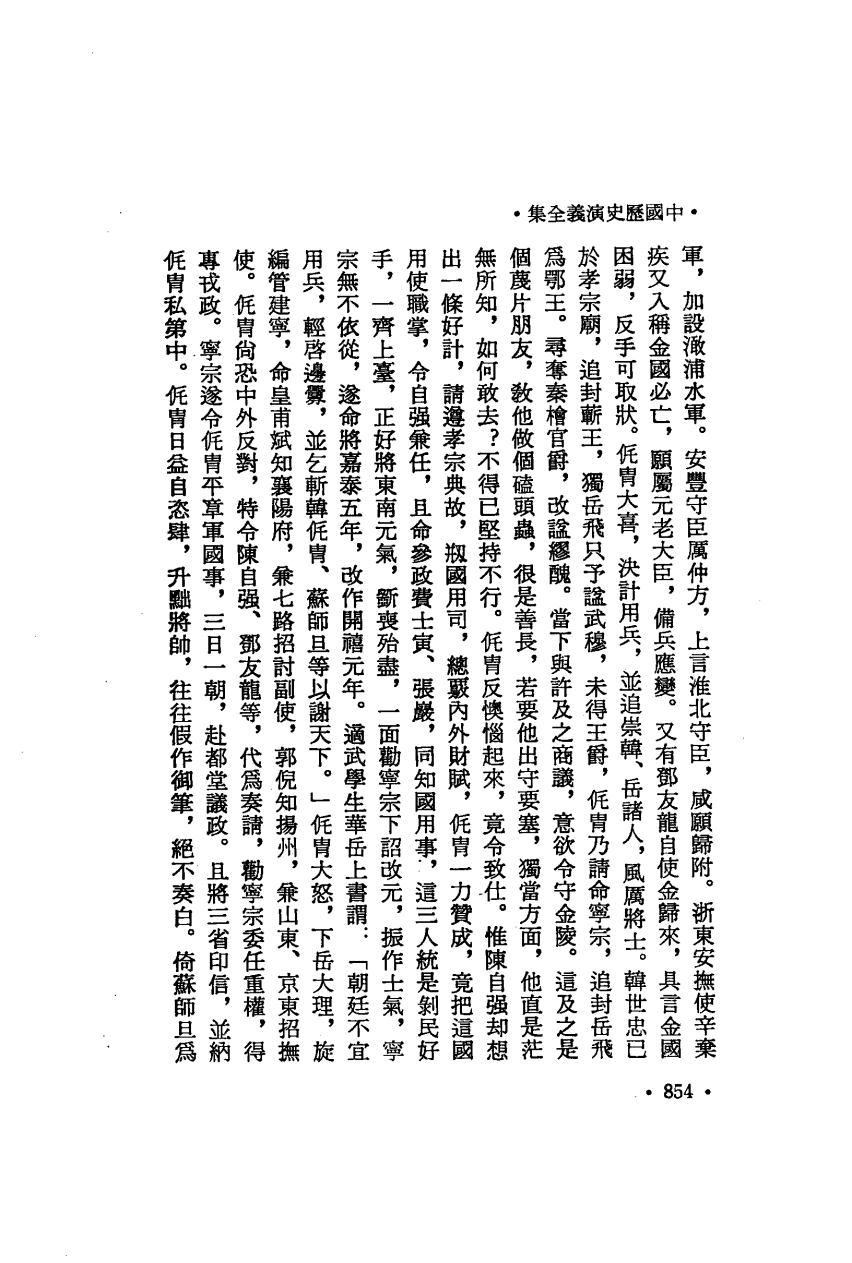 •中國歷史演義全集•
軍，加設澉浦水軍。安豐守臣厲仲方，上言淮北守臣，咸願歸附。浙東安撫使辛棄
疾又入稱金國必亡，願屬元老大臣，備兵應變。又有鄧友龍自使金歸來，具言金國
困弱，反手可取狀。侂冑大喜，決計用兵，並追崇韓、岳諸人，風厲將士。韓世忠已
於孝宗廟，追封蘄王，獨岳飛只予諡武穆，未得王爵，侂冑乃請命寧宗，追封岳飛
爲鄂王。尋奪秦檜官爵，改諡繆醜。當下與許及之商議，意欲令守金陵。這及之是
個蔑片朋友，敎他做個磕頭蟲，很是善長，若要他出守要塞，獨當方面，他直是茫
無所知，如何敢去？不得已堅持不行。侂冑反懊惱起來，竟令致仕。惟陳自强却想
出一條好計，請遵孝宗典故，剏國用司，總覈內外財賦，侂冑一力贊成，竟把這國
用使職掌，令自强兼任，且命參政費士寅、張巖，同知國用事，這三人統是剝民好
手，一齊上臺，正好將東南元氣，斵喪殆盡，一面勸寧宗下詔改元，振作士氣，寧
宗無不依從，遂命將嘉泰五年，改作開禧元年。適武學生華岳上書謂：「朝廷不宜
用兵，輕啓邊釁，並乞斬韓侂冑、蘇師旦等以謝天下。」侂冑大怒，下岳大理，旋
編管建寧，命皇甫斌知襄陽府，兼七路招討副使，郭倪知揚州，兼山東、京東招撫
使。侂冑尙恐中外反對，特令陳自强、鄧友龍等，代爲奏請，勸寧宗委任重權，得
專戎政。寧宗遂令侂冑平章軍國事，三日一朝，赴都堂議政。且將三省印信，並納
侂冑私第中。侂冑日益自恣肆，升黜將帥，往往假作御筆，絕不奏白。倚蘇師旦爲
• 854 •